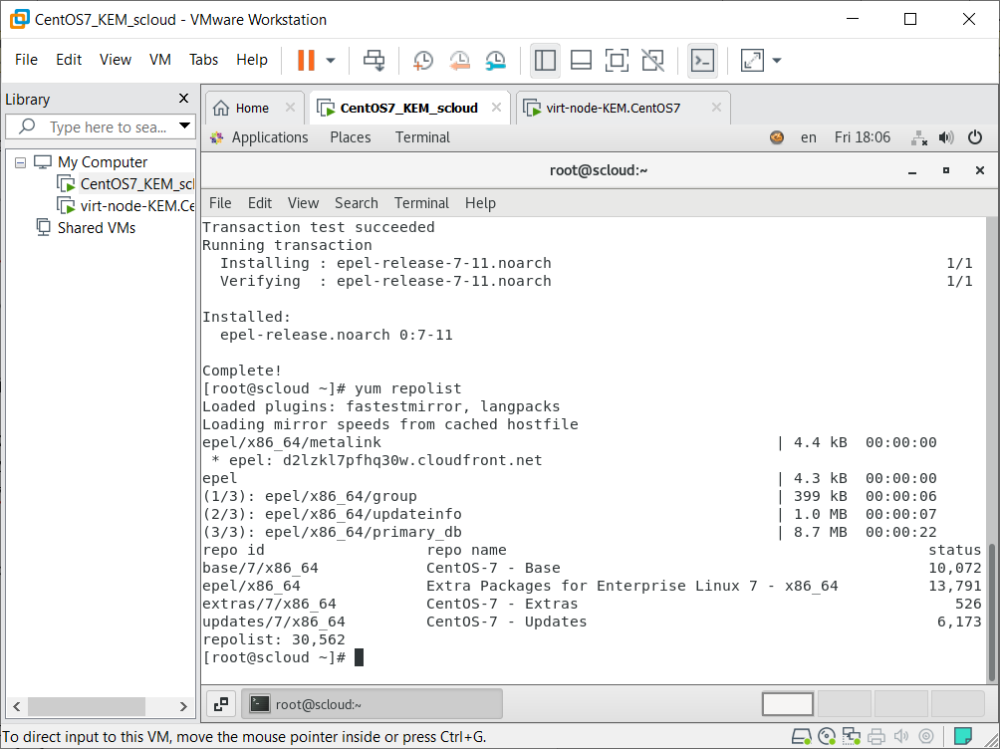 CentOS7_KEM_scloud - VMware Workstation
File Edit View VM Tabs Help
Library
Type here to sea...
My Computer
CentOS7_KEM_scl
virt-node-KEM.Ce
Shared VMs
Home
CentOS7_KEM_scloud
virt-node-KEM.CentOS7
Applications Places Terminal
en Fri 18:06
root@scloud:~
File Edit View Search Terminal Help
Transaction test succeeded
Running transaction
  Installing : epel-release-7-11.noarch 1/1
  Verifying  : epel-release-7-11.noarch 1/1
Installed:
  epel-release.noarch 0:7-11
Complete!
[root@scloud ~]# yum repolist
Loaded plugins: fastestmirror, langpacks
Loading mirror speeds from cached hostfile
epel/x86_64/metalink | 4.4 kB 00:00:00
 * epel: d2lzkl7pfhq30w.cloudfront.net
epel | 4.3 kB 00:00:00
(1/3): epel/x86_64/group | 399 kB 00:00:06
(2/3): epel/x86_64/updateinfo | 1.0 MB 00:00:07
(3/3): epel/x86_64/primary_db | 8.7 MB 00:00:22
repo id repo name status
base/7/x86_64 CentOS-7 - Base 10,072
epel/x86_64 Extra Packages for Enterprise Linux 7 - x86_64 13,791
extras/7/x86_64 CentOS-7 - Extras 526
updates/7/x86_64 CentOS-7 - Updates 6,173
repolist: 30,562
[root@scloud ~]#
root@scloud:~
To direct input to this VM, move the mouse pointer inside or press Ctrl+G.